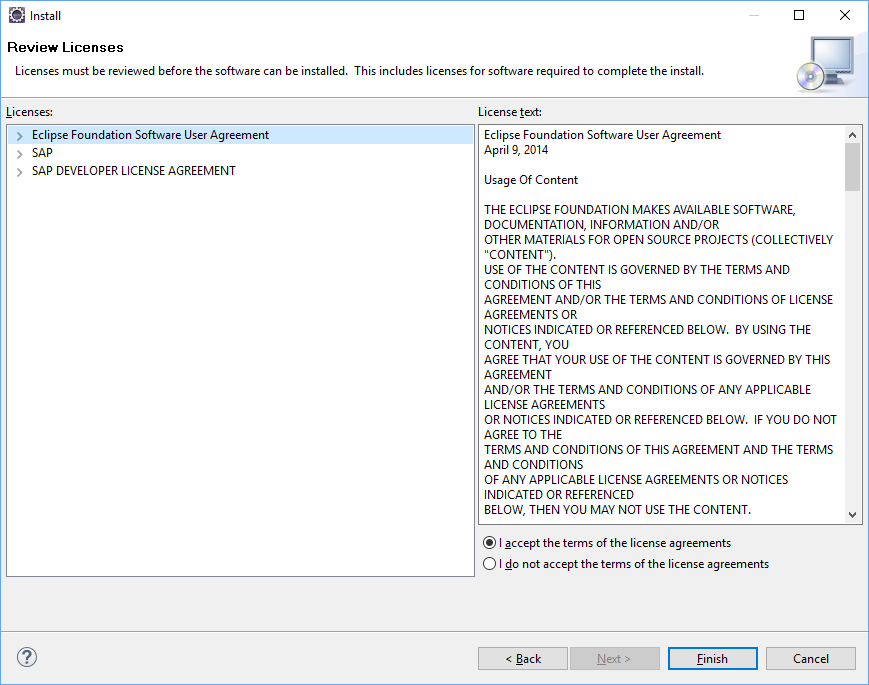 Install
Review Licenses
Licenses must be reviewed before the software can be installed.  This includes licenses for software required to complete the install.
Licenses:
Eclipse Foundation Software User Agreement
SAP
SAP DEVELOPER LICENSE AGREEMENT
License text:
Eclipse Foundation Software User Agreement
April 9, 2014
Usage Of Content
THE ECLIPSE FOUNDATION MAKES AVAILABLE SOFTWARE,
DOCUMENTATION, INFORMATION AND/OR
OTHER MATERIALS FOR OPEN SOURCE PROJECTS (COLLECTIVELY
"CONTENT").
USE OF THE CONTENT IS GOVERNED BY THE TERMS AND
CONDITIONS OF THIS
AGREEMENT AND/OR THE TERMS AND CONDITIONS OF LICENSE
AGREEMENTS OR
NOTICES INDICATED OR REFERENCED BELOW.  BY USING THE
CONTENT, YOU
AGREE THAT YOUR USE OF THE CONTENT IS GOVERNED BY THIS
AGREEMENT
AND/OR THE TERMS AND CONDITIONS OF ANY APPLICABLE
LICENSE AGREEMENTS
OR NOTICES INDICATED OR REFERENCED BELOW.  IF YOU DO NOT
AGREE TO THE
TERMS AND CONDITIONS OF THIS AGREEMENT AND THE TERMS
AND CONDITIONS
OF ANY APPLICABLE LICENSE AGREEMENTS OR NOTICES
INDICATED OR REFERENCED
BELOW, THEN YOU MAY NOT USE THE CONTENT.
I accept the terms of the license agreements
I do not accept the terms of the license agreements
?
< Back
Next >
Finish
Cancel